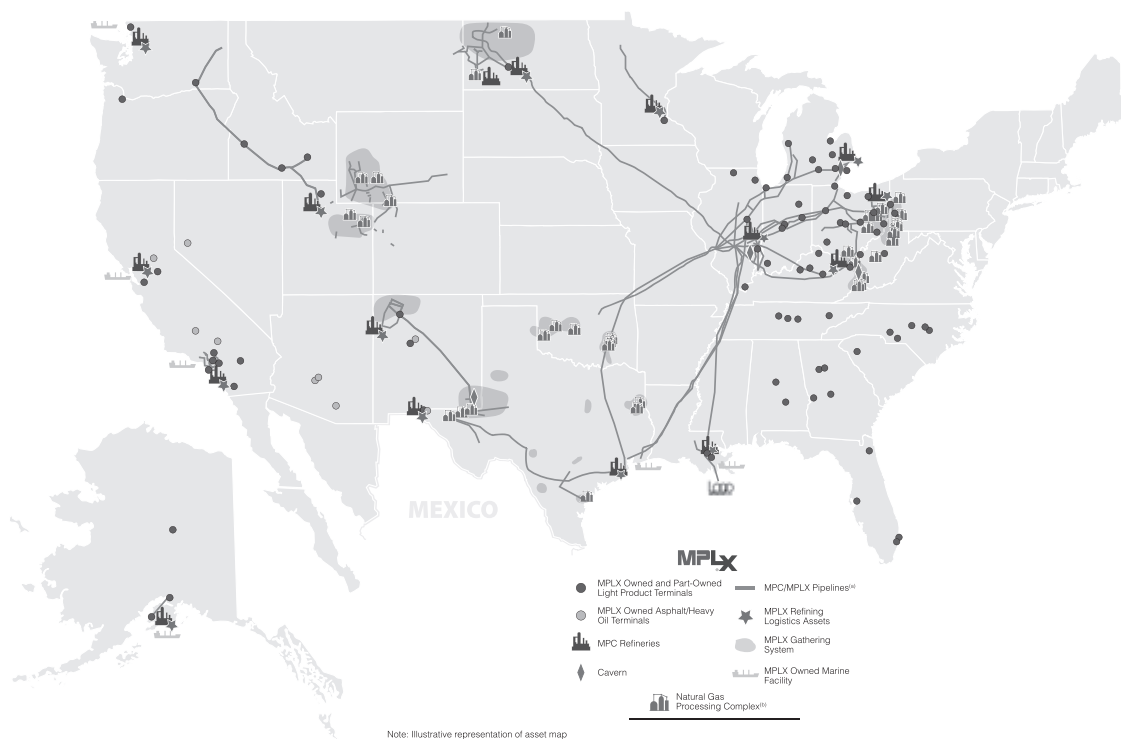 MEXICO
LOOP
MPLX
MPLX Owned and Part-Owned
Light Product Terminals
MPC/MPLX Pipelines(a)
MPLX Owned Asphalt/Heavy
Oil Terminals
MPLX Refining
Logistics Assets
MPC Refineries
MPLX Gathering
System
Cavern
MPLX Owned Marine
Facility
Natural Gas
Processing Complex(b)
Note: Illustrative representation of asset map